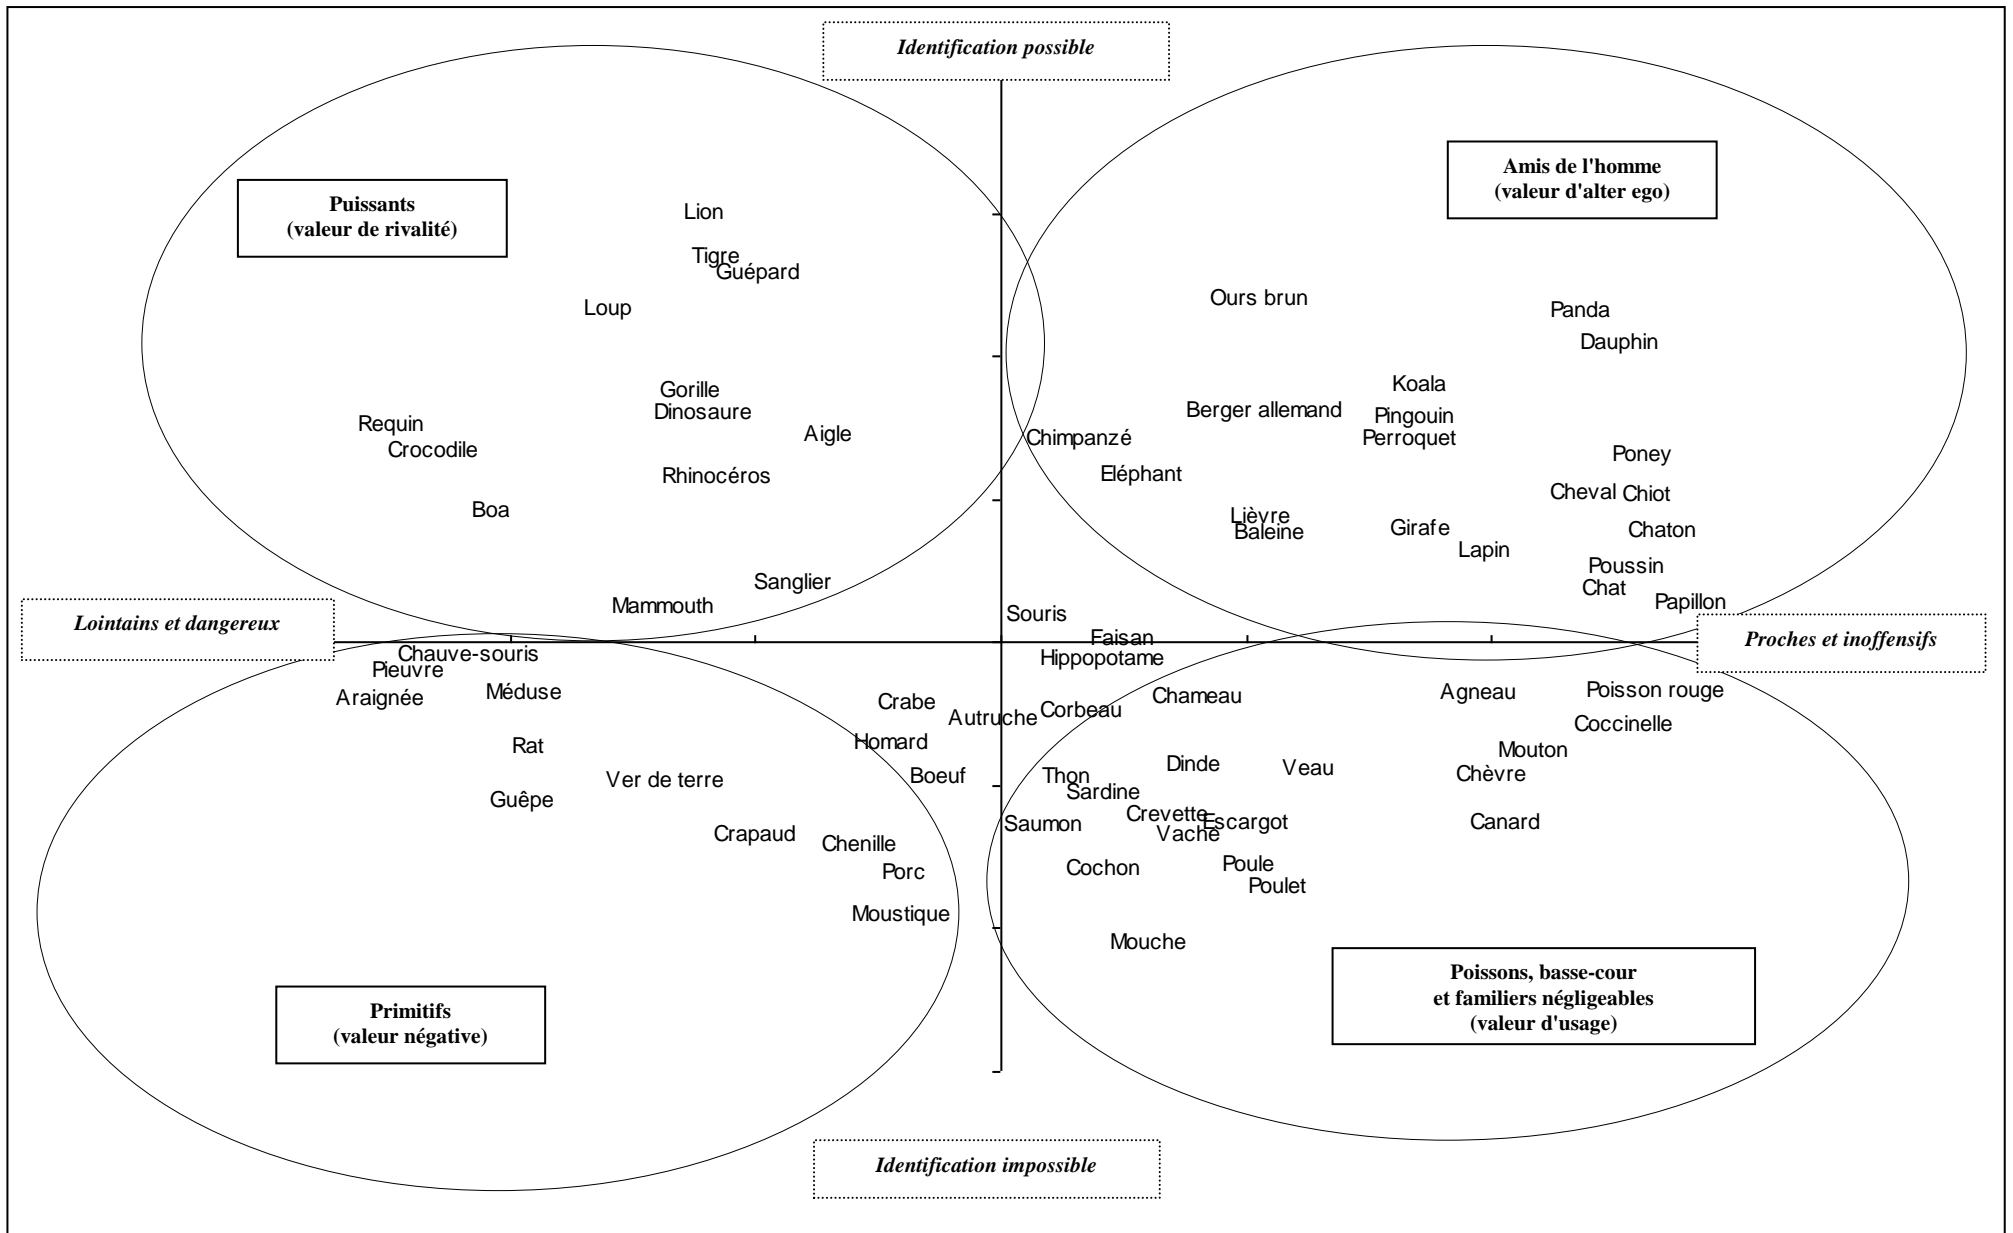 Identification possible
Amis de l'homme
(valeur d'alter ego)
Puissants
(valeur de rivalité)
Lion
Tigre
Guépard
Loup
Ours brun
Panda
Dauphin
Gorille
Dinosaure
Requin
Crocodile
Aigle
Rhinocéros
Boa
Koala
Berger allemand
Pingouin
Perroquet
Chimpanzé
Eléphant
Poney
Cheval
Chiot
Lièvre
Baleine
Girafe
Chaton
Lapin
Poussin
Chat
Papillon
Sanglier
Mammouth
Souris
Lointains et dangereux
Faisan
Proches et inoffensifs
Hippopotame
Chauve-souris
Pieuvre
Araignée
Méduse
Crabe
Autruche
Corbeau
Chameau
Agneau
Poisson rouge
Coccinelle
Homard
Rat
Mouton
Ver de terre
Boeuf
Thon
Dinde
Veau
Chèvre
Sardine
Guêpe
Crevette
Saumon
Vache
Escargot
Canard
Crapaud
Chenille
Porc
Cochon
Poule
Poulet
Moustique
Mouche
Poissons, basse-cour
et familiers négligeables
(valeur d'usage)
Primitifs
(valeur négative)
Identification impossible